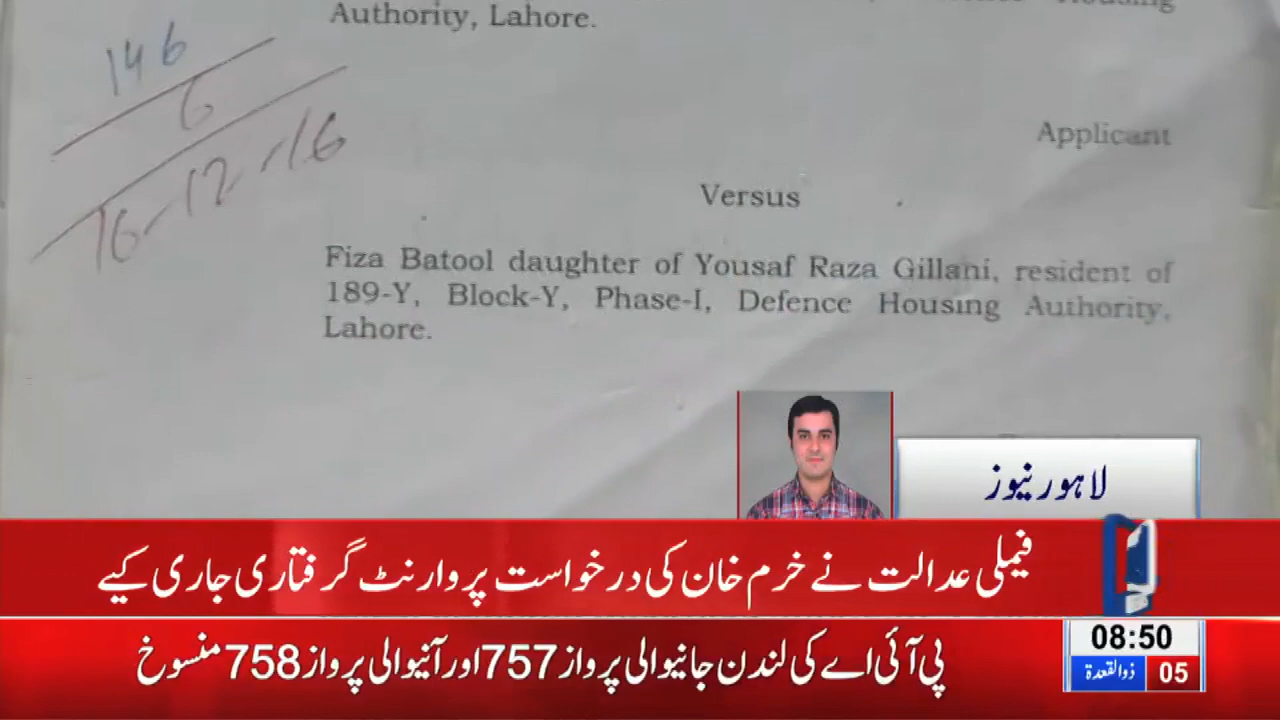 Authority, Lahore.
146
6
16-12-16
Applicant
Versus
Fiza Batool daughter of Yousaf Raza Gillani, resident of
189-Y, Block-Y, Phase-I, Defence Housing Authority,
Lahore.
لاہور نیوز
فیملی عدالت نے خرم خان کی درخواست پر وارنٹ گرفتاری جاری کیے
08:50
پی آئی اے کی لندن جانیوالی پرواز 757 اور آنیوالی پرواز 758 منسوخ
ذوالقعدة 05